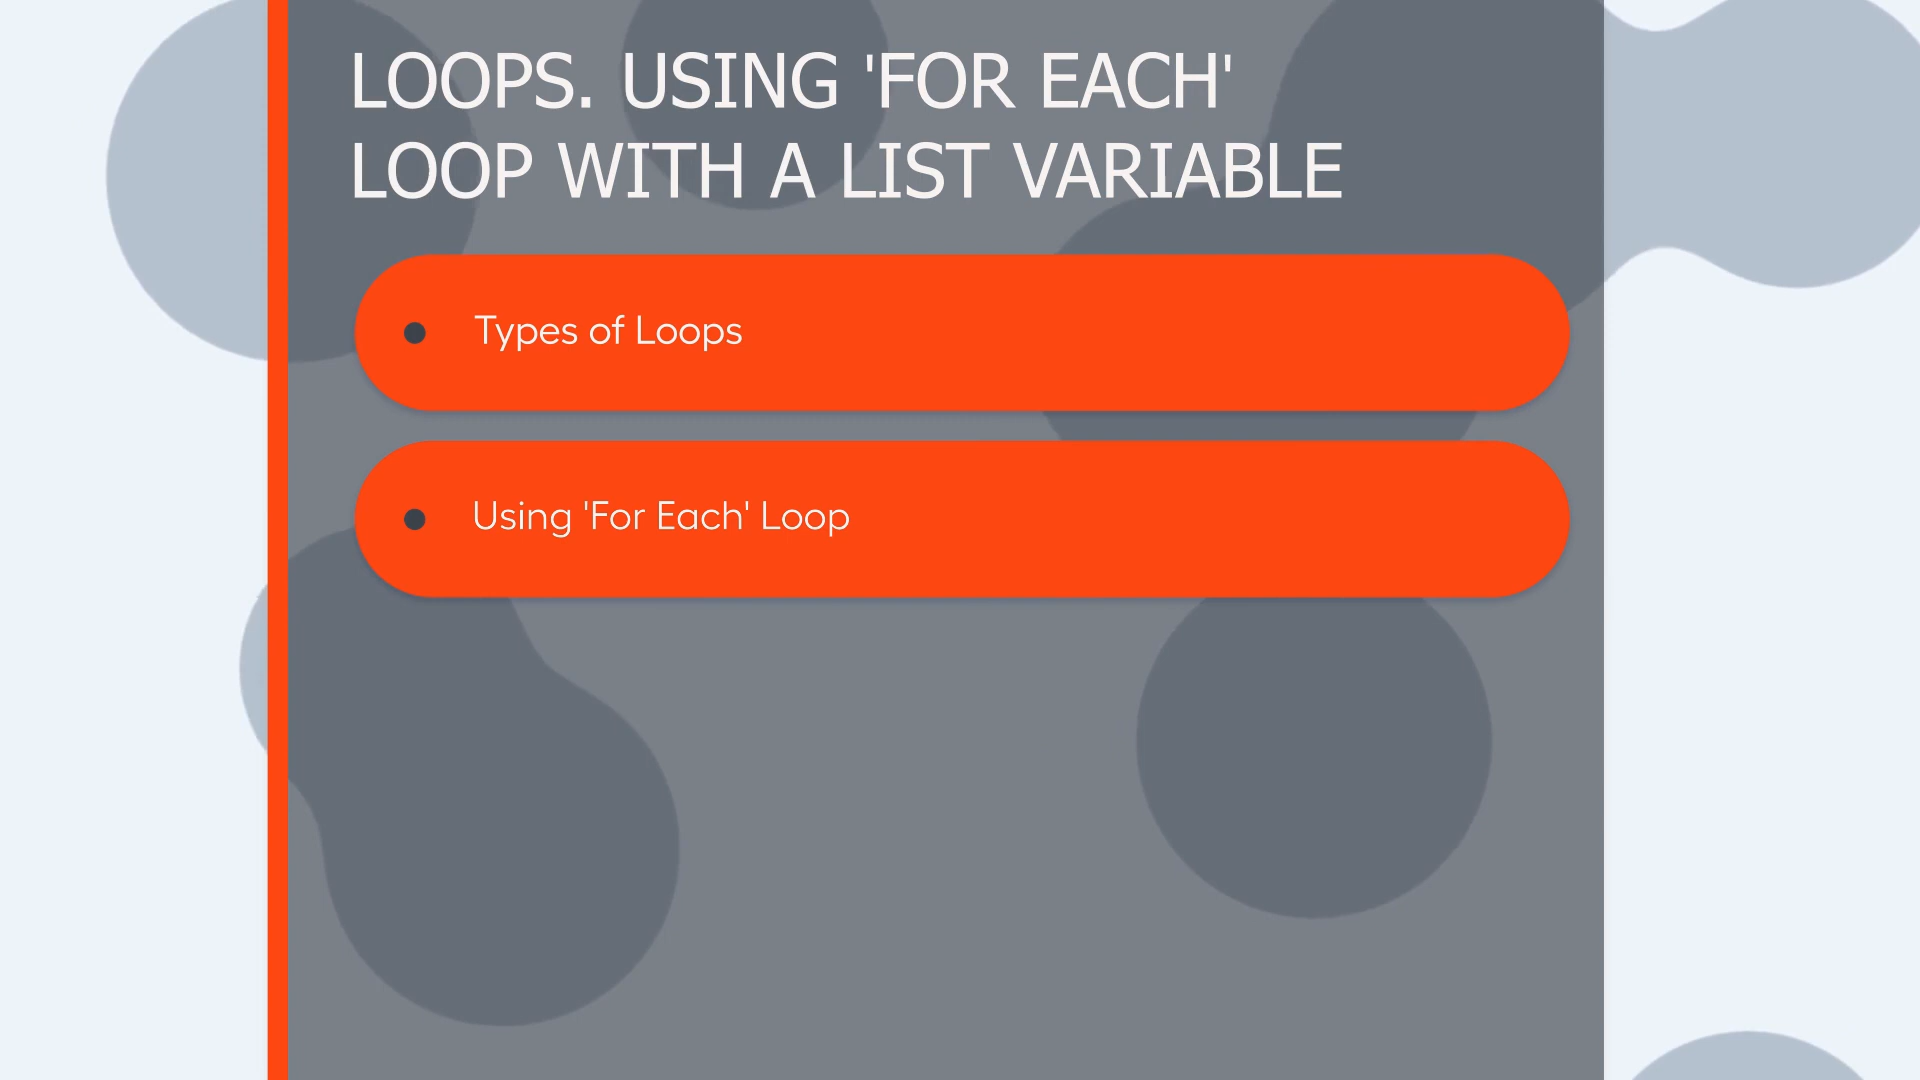 LOOPS. USING 'FOR EACH'
LOOP WITH A LIST VARIABLE
Types of Loops
Using 'For Each' Loop